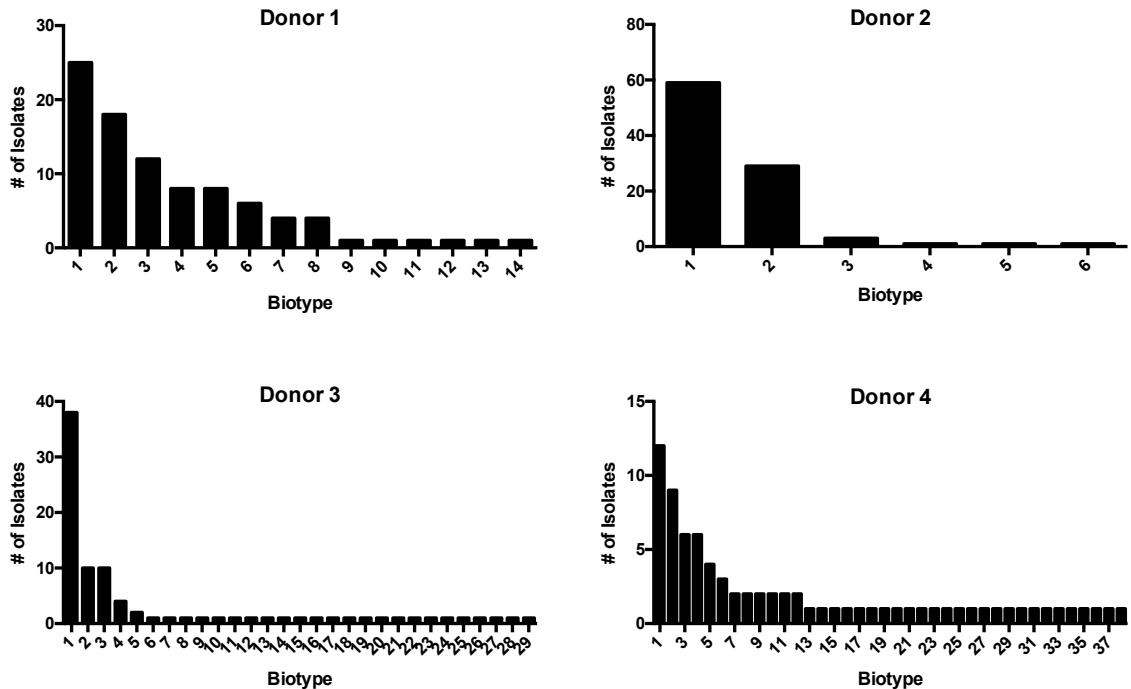 Donor 1
# of Isolates
30
20
10
0
1 2 3 4 5 6 7 8 9 10 11 12 13 14
Biotype
Donor 2
# of Isolates
80
60
40
20
0
1 2 3 4 5 6
Biotype
Donor 3
# of Isolates
40
30
20
10
0
1 2 3 4 5 6 7 8 9 10 11 12 13 14 15 16 17 18 19 20 21 22 23 24 25 26 27 28 29
Biotype
Donor 4
# of Isolates
15
10
5
0
1 3 5 7 9 11 13 15 17 19 21 23 25 27 29 31 33 35 37
Biotype